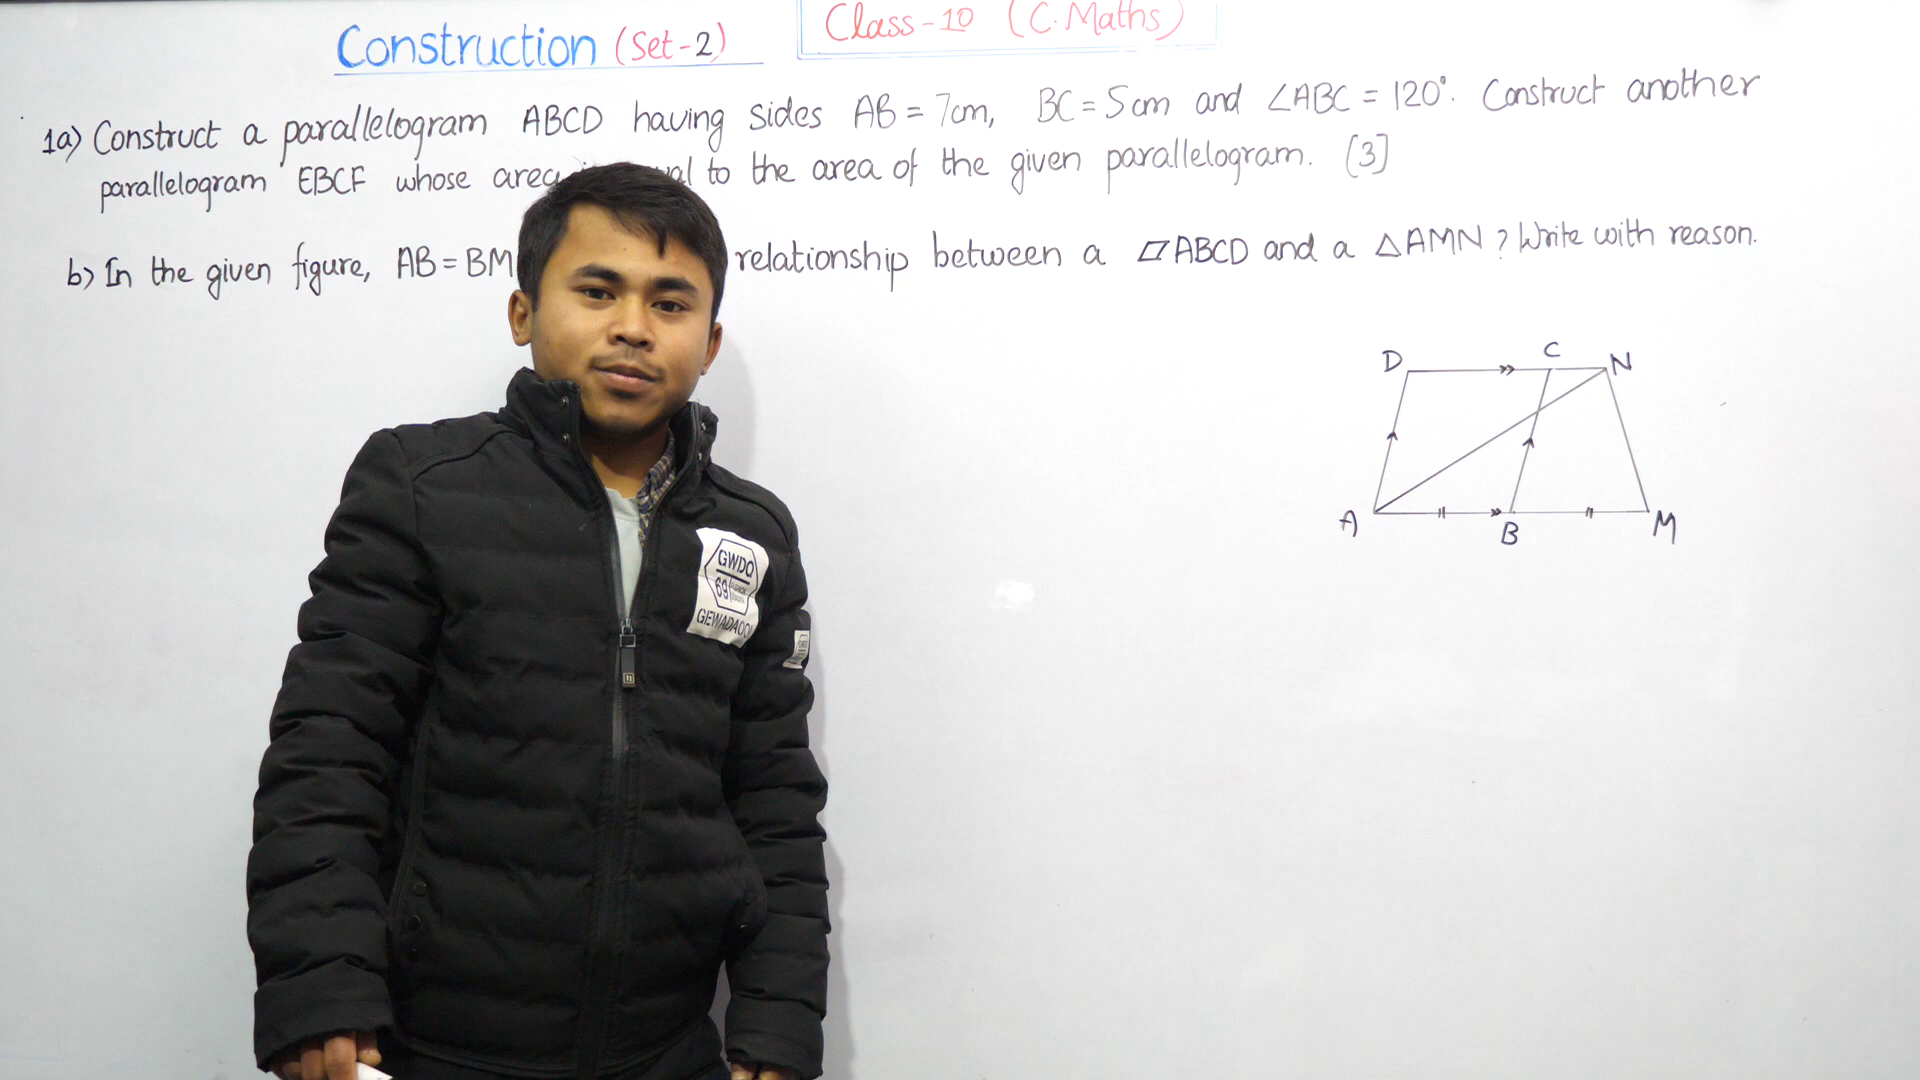 Construction (Set-2)
Class-10 (C.Maths)
1a) Construct a parallelogram ABCD having sides AB = 7cm, BC = 5cm and ∠ABC = 120°. Construct another
parallelogram EBCF whose area to the area of the given parallelogram. [3]
b) In the given figure, AB = BM relationship between a ▱ABCD and a △AMN? Write with reason.
D C N
A B M
GWDQ
69
GEWADAOQI